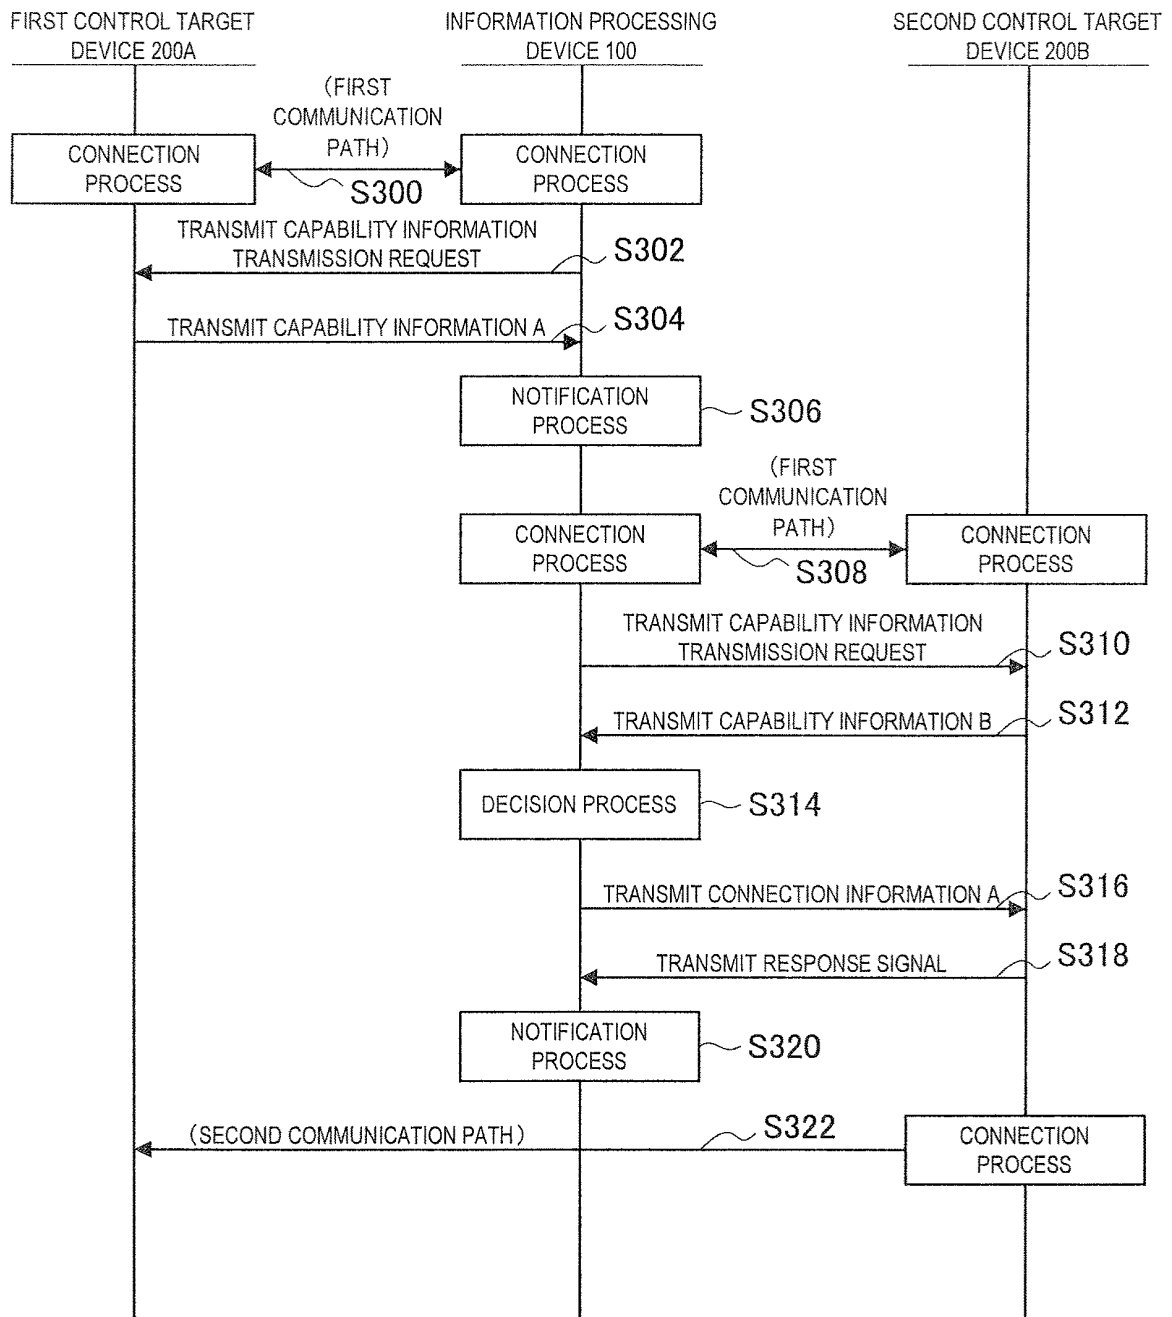 FIRST CONTROL TARGET
DEVICE 200A
INFORMATION PROCESSING
DEVICE 100
SECOND CONTROL TARGET
DEVICE 200B
(FIRST
COMMUNICATION
PATH)
CONNECTION
PROCESS
CONNECTION
PROCESS
S300
TRANSMIT CAPABILITY INFORMATION
TRANSMISSION REQUEST
S302
TRANSMIT CAPABILITY INFORMATION A
S304
NOTIFICATION
PROCESS
S306
(FIRST
COMMUNICATION
PATH)
CONNECTION
PROCESS
CONNECTION
PROCESS
S308
TRANSMIT CAPABILITY INFORMATION
TRANSMISSION REQUEST
S310
TRANSMIT CAPABILITY INFORMATION B
S312
DECISION PROCESS
S314
TRANSMIT CONNECTION INFORMATION A
S316
TRANSMIT RESPONSE SIGNAL
S318
NOTIFICATION
PROCESS
S320
(SECOND COMMUNICATION PATH)
S322
CONNECTION
PROCESS